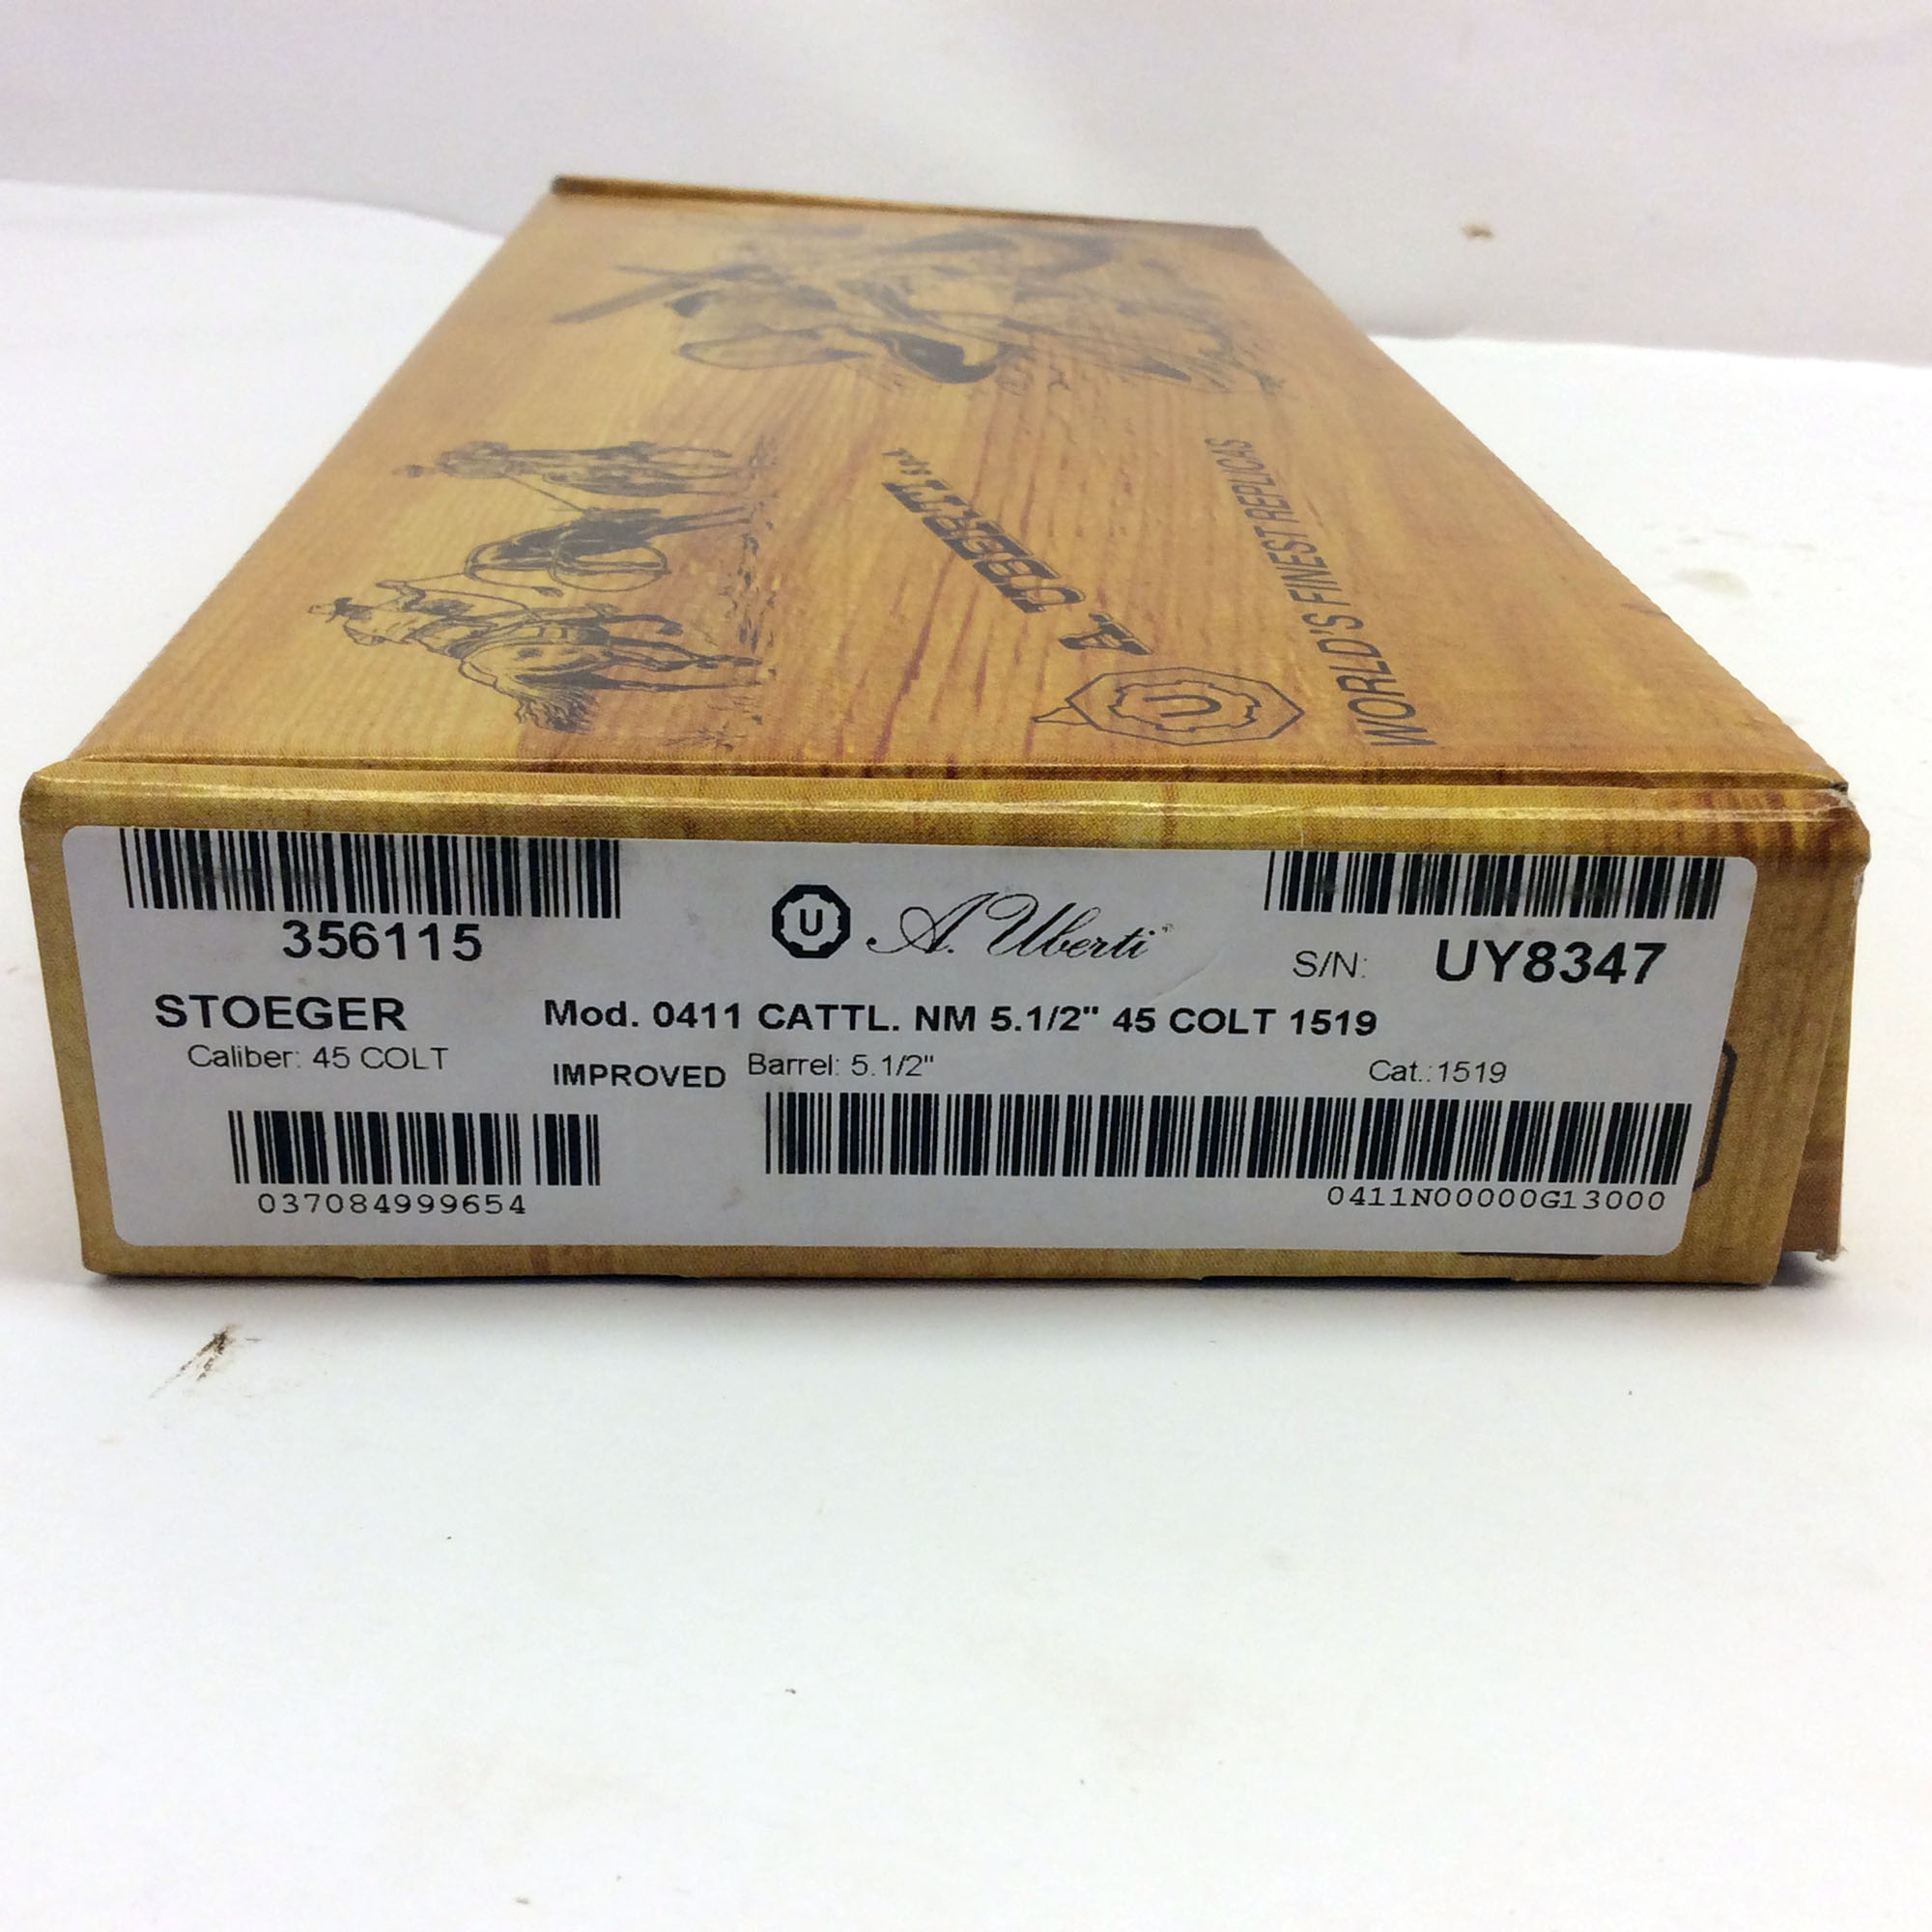 A. UBERTI
WORLD'S FINEST REPLICAS
U
356115
U A. Uberti®
S/N: UY8347
STOEGER
Mod. 0411 CATTL. NM 5.1/2" 45 COLT 1519
Caliber: 45 COLT
IMPROVED Barrel: 5.1/2"
Cat.:1519
037084999654
0411N00000G13000